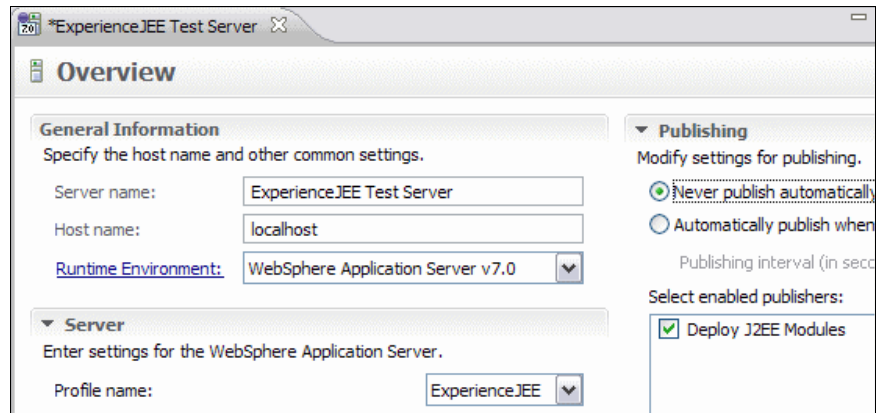 7.0 *ExperienceJEE Test Server
Overview
General Information
Specify the host name and other common settings.
Server name: ExperienceJEE Test Server
Host name: localhost
Runtime Environment: WebSphere Application Server v7.0
Server
Enter settings for the WebSphere Application Server.
Profile name: ExperienceJEE
Publishing
Modify settings for publishing.
Never publish automatically
Automatically publish when
Publishing interval (in seco
Select enabled publishers:
Deploy J2EE Modules